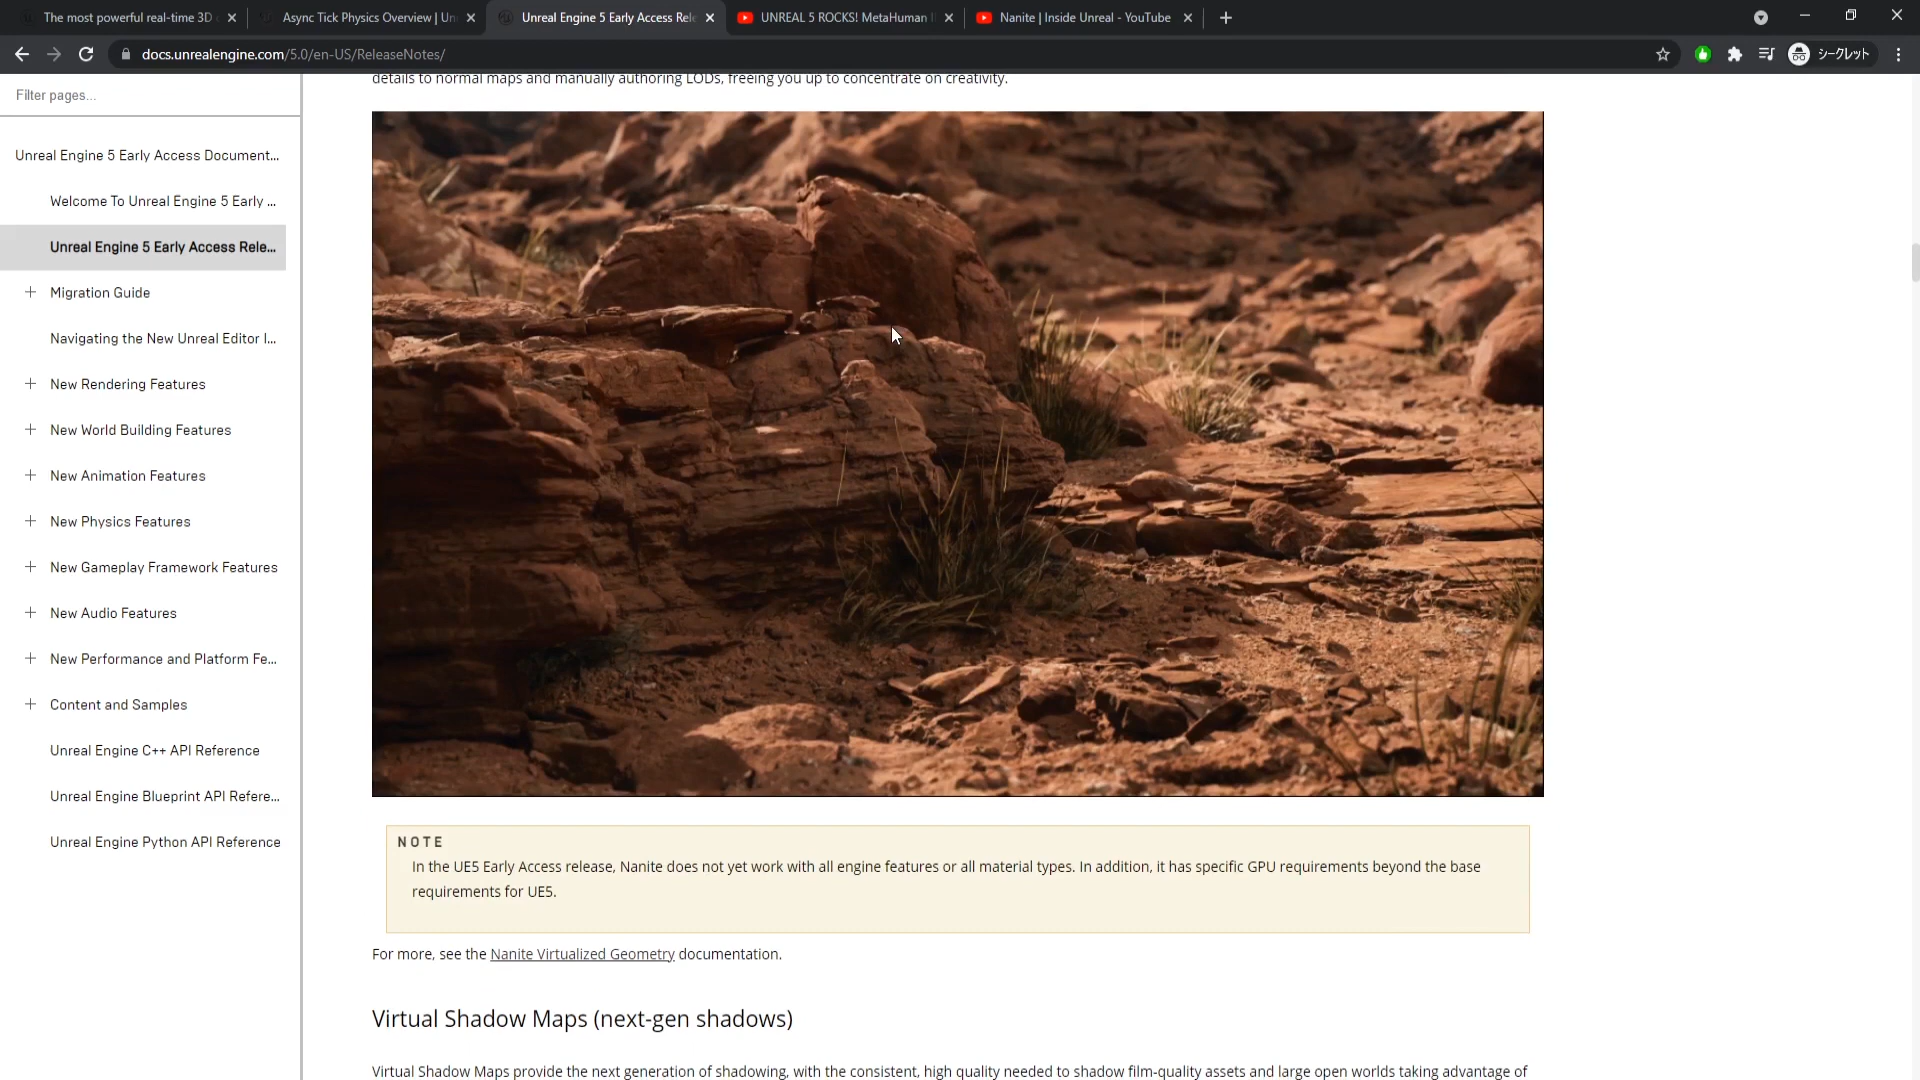 The most powerful real-time 3D
Async Tick Physics Overview | Un
Unreal Engine 5 Early Access Rele
UNREAL 5 ROCKS! MetaHuman
Nanite | Inside Unreal - YouTube
docs.unrealengine.com/5.0/en-US/ReleaseNotes/
シークレット
Filter pages...
Unreal Engine 5 Early Access Document...
Welcome To Unreal Engine 5 Early ...
Unreal Engine 5 Early Access Rele...
Migration Guide
Navigating the New Unreal Editor I...
New Rendering Features
New World Building Features
New Animation Features
New Physics Features
New Gameplay Framework Features
New Audio Features
New Performance and Platform Fe...
Content and Samples
Unreal Engine C++ API Reference
Unreal Engine Blueprint API Refere...
Unreal Engine Python API Reference
details to normal maps and manually authoring LODs, freeing you up to concentrate on creativity.
NOTE
In the UE5 Early Access release, Nanite does not yet work with all engine features or all material types. In addition, it has specific GPU requirements beyond the base
requirements for UE5.
For more, see the Nanite Virtualized Geometry documentation.
Virtual Shadow Maps (next-gen shadows)
Virtual Shadow Maps provide the next generation of shadowing, with the consistent, high quality needed to shadow film-quality assets and large open worlds taking advantage of